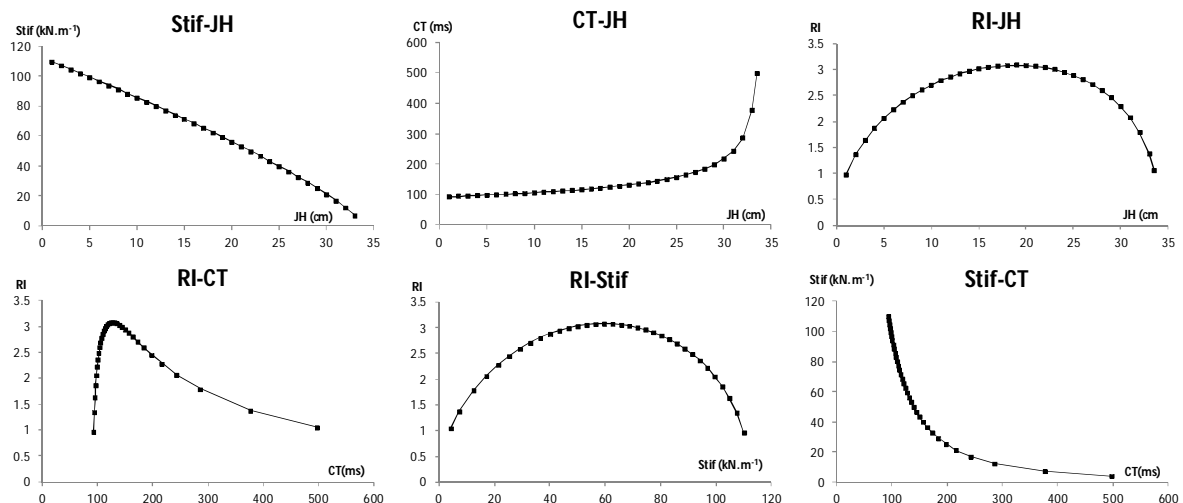 Stif-JH
Stif (kN.m-1)
120
100
80
60
40
20
0
0 5 10 15 20 25 30 35
JH (cm)
CT-JH
CT (ms)
600
500
400
300
200
100
0
0 5 10 15 20 25 30 35
JH (cm)
RI-JH
RI
3.5
3
2.5
2
1.5
1
0.5
0
0 5 10 15 20 25 30 35
JH (cm
RI-CT
RI
3.5
3
2.5
2
1.5
1
0.5
0
0 100 200 300 400 500 600
CT(ms)
RI-Stif
RI
3.5
3
2.5
2
1.5
1
0.5
0
0 20 40 60 80 100 120
Stif (kN.m-1)
Stif-CT
Stif (kN.m-1)
120
100
80
60
40
20
0
0 100 200 300 400 500 600
CT(ms)